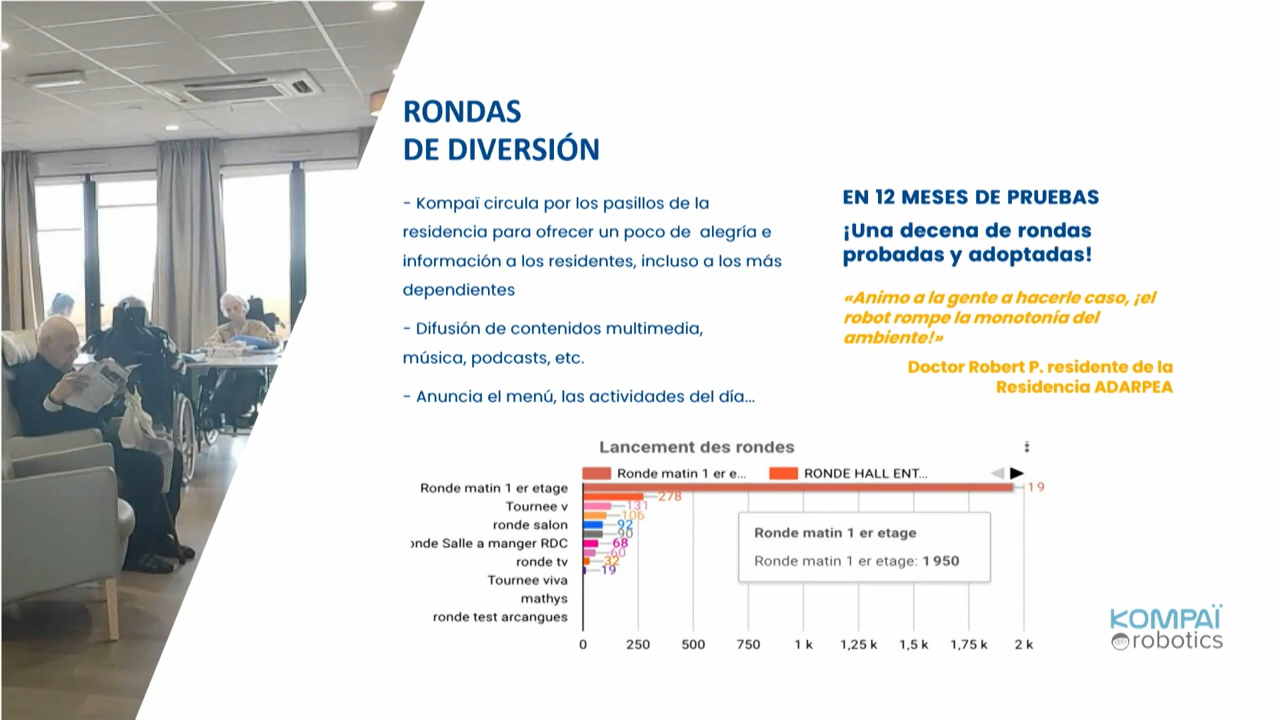 RONDAS
DE DIVERSIÓN
- Kompaï circula por los pasillos de la
residencia para ofrecer un poco de alegría e
información a los residentes, incluso a los más
dependientes
- Difusión de contenidos multimedia,
música, podcasts, etc.
- Anuncia el menú, las actividades del día...
EN 12 MESES DE PRUEBAS
¡Una decena de rondas
probadas y adoptadas!
«Animo a la gente a hacerle caso, ¡el
robot rompe la monotonía del
ambiente!»
Doctor Robert P. residente de la
Residencia ADARPEA
Lancement des rondes
Ronde matin 1 er e... RONDE HALL ENT...
Ronde matin 1 er etage 19
278
Tournee v 131
106
ronde salon 92
90
onde Salle a manger RDC 68
60
ronde tv 32
19
Tournee viva
mathys
ronde test arcangues
Ronde matin 1 er etage
Ronde matin 1 er etage: 1 950
0 250 500 750 1 k 1,25 k 1,5 k 1,75 k 2 k
KOMPAÏ
robotics